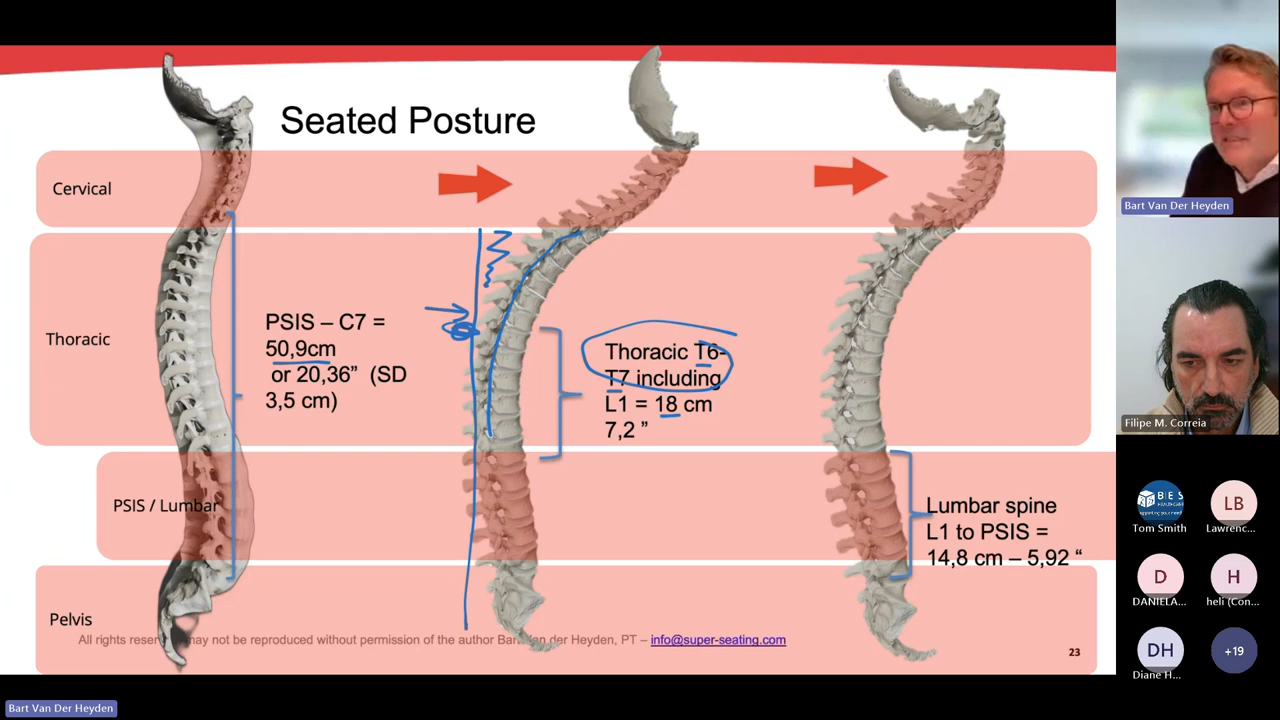 Seated Posture
Cervical
Thoracic
PSIS – C7 =
50,9cm
or 20,36” (SD
3,5 cm)
Thoracic T6-
T7 including
L1 = 18 cm
7,2 ”
PSIS / Lumbar
Lumbar spine
L1 to PSIS =
14,8 cm – 5,92 “
Pelvis
All rights may not be reproduced without permission of the author der Heyden, PT – info@super-seating.com
23
Bart Van Der Heyden
Filipe M. Correia
BES
Tom Smith
LB
Lawrenc...
D
DANIELA...
H
heli (Con...
DH
Diane H...
+19
Bart Van Der Heyden